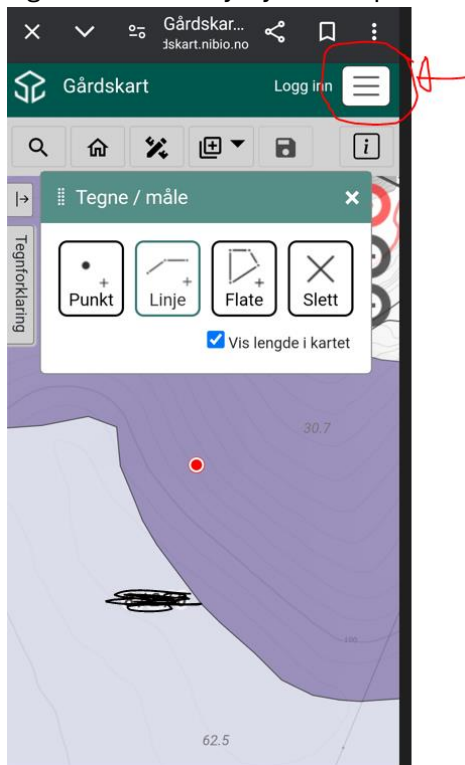 Gårdskar...
dskart.nibio.no
Gårdskart
Logg inn
i
Tegne / måle
Tegnforklaring
Punkt
Linje
Flate
Slett
Vis lengde i kartet
30.7
62.5